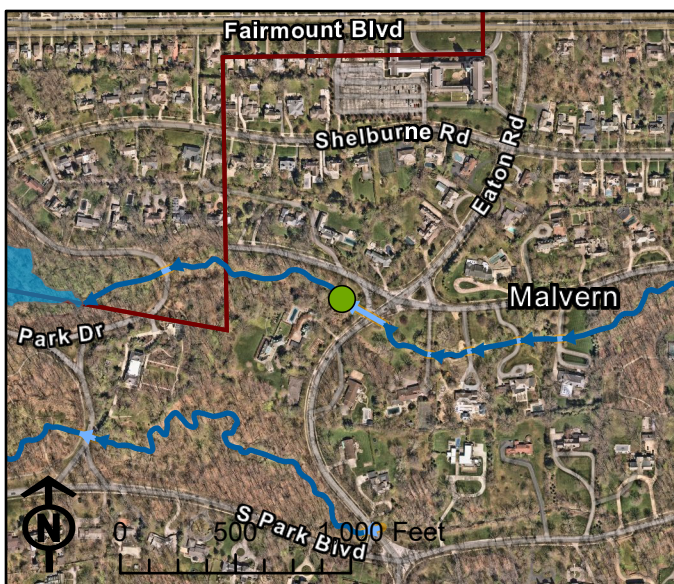 Fairmount Blvd
Shelburne Rd
Eaton Rd
Malvern
Park Dr
S Park Blvd
N
0 500 1,000 Feet